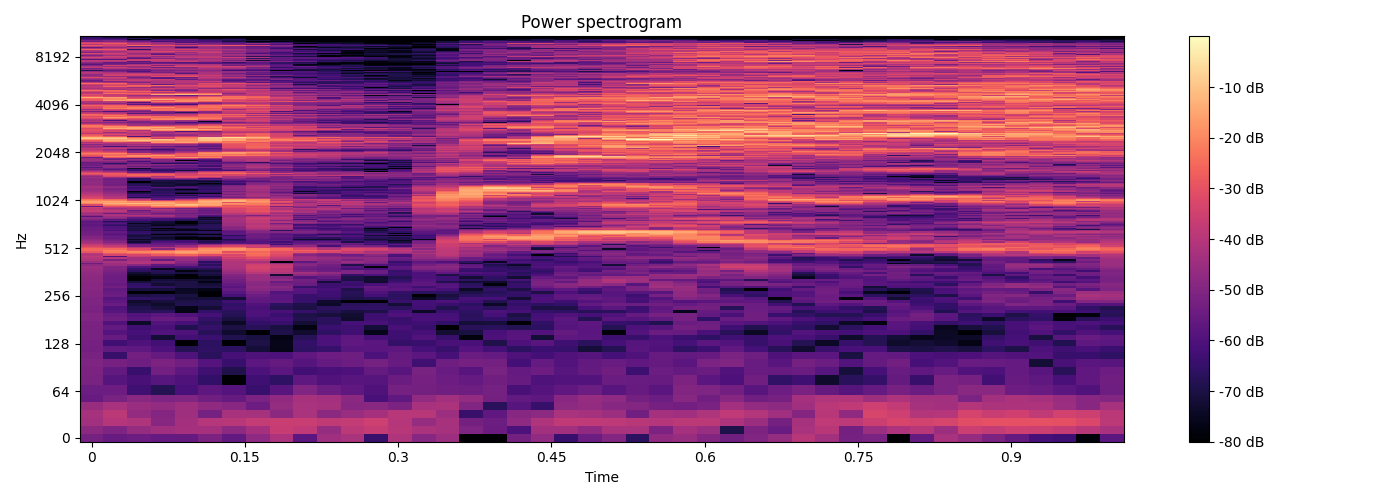 Power spectrogram
8192
4096
2048
1024
512
256
128
64
0
Hz
0 0.15 0.3 0.45 0.6 0.75 0.9
Time
-10 dB
-20 dB
-30 dB
-40 dB
-50 dB
-60 dB
-70 dB
-80 dB